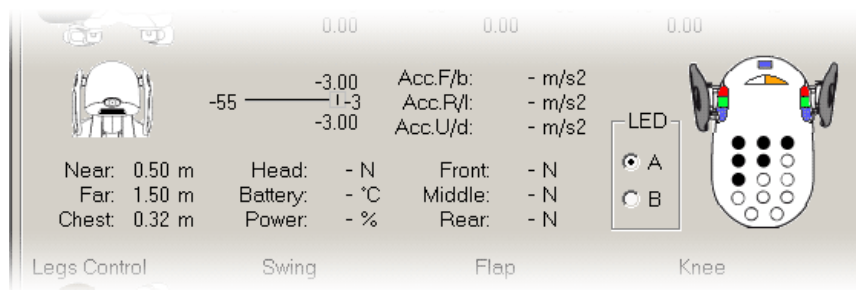 0.00 0.00 0.00
-3.00 Acc.F/b: - m/s2
-55 -3 Acc.R/l: - m/s2
-3.00 Acc.U/d: - m/s2
LED
A
B
Near: 0.50 m Head: - N Front: - N
Far: 1.50 m Battery: - °C Middle: - N
Chest: 0.32 m Power: - % Rear: - N
Legs Control Swing Flap Knee